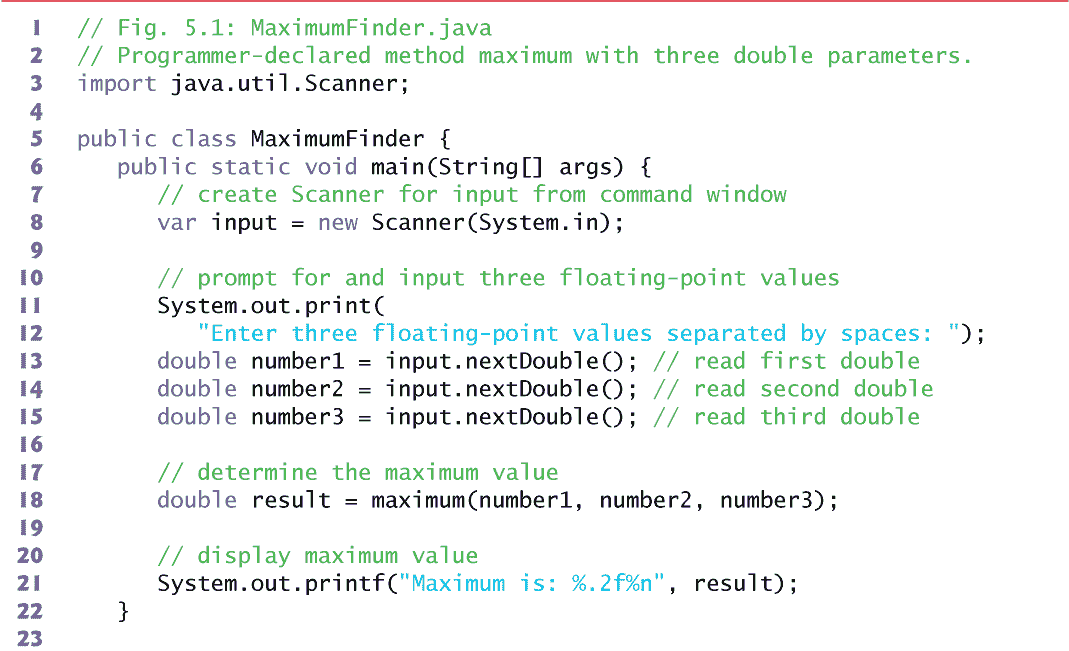 1 // Fig. 5.1: MaximumFinder.java
2 // Programmer-declared method maximum with three double parameters.
3 import java.util.Scanner;
4
5 public class MaximumFinder {
6    public static void main(String[] args) {
7       // create Scanner for input from command window
8       var input = new Scanner(System.in);
9
10       // prompt for and input three floating-point values
11       System.out.print(
12          "Enter three floating-point values separated by spaces: ");
13       double number1 = input.nextDouble(); // read first double
14       double number2 = input.nextDouble(); // read second double
15       double number3 = input.nextDouble(); // read third double
16
17       // determine the maximum value
18       double result = maximum(number1, number2, number3);
19
20       // display maximum value
21       System.out.printf("Maximum is: %.2f%n", result);
22    }
23